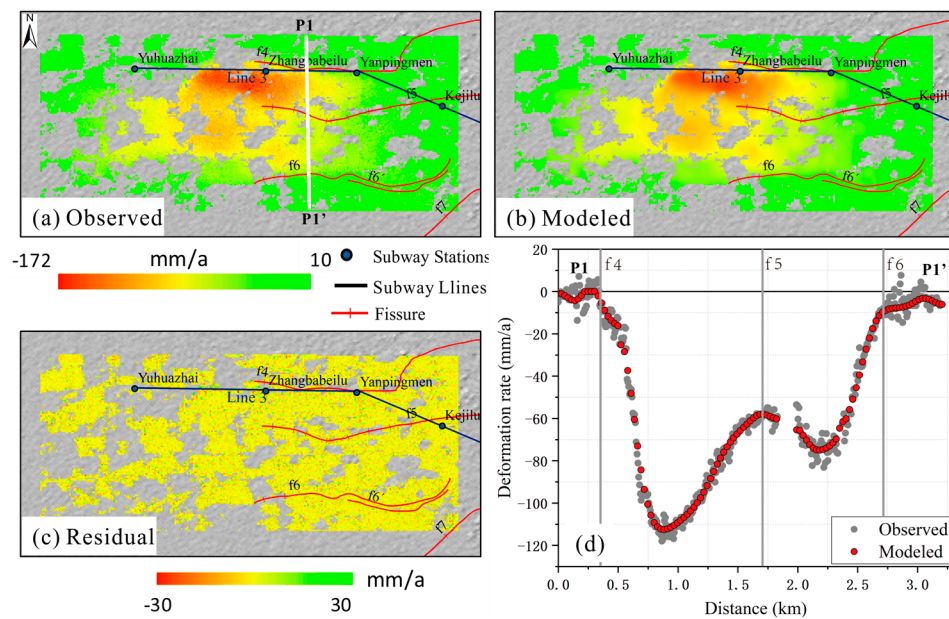 N
P1
f4
Yuhuazhai
Zhangbabeilu
Yanpingmen
Line 3
f5
Kejilu
f6
f6'
f7
P1'
(a) Observed
f4
Yuhuazhai
Zhangbabeilu
Yanpingmen
Line 3
f5
Kejilu
f6
f6'
f7
(b) Modeled
-172 mm/a 10
Subway Stations
Subway Llines
Fissure
f4
Yuhuazhai
Zhangbabeilu
Yanpingmen
Line 3
f5
Kejilu
f6
f6'
f7
(c) Residual
mm/a
-30 30
20
0
-20
-40
-60
-80
-100
-120
Deformation rate (mm/a)
P1 f4 f5 f6 P1'
(d)
Observed
Modeled
0.0 0.5 1.0 1.5 2.0 2.5 3.0
Distance (km)